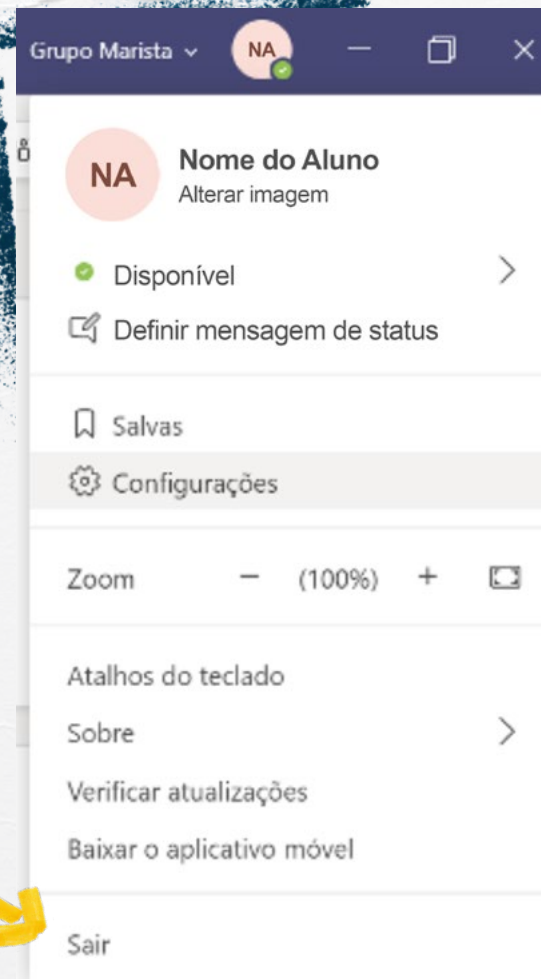 Grupo Marista NA
NA
Nome do Aluno
Alterar imagem
Disponível
Definir mensagem de status
Salvas
Configurações
Zoom (100%)
Atalhos do teclado
Sobre
Verificar atualizações
Baixar o aplicativo móvel
Sair